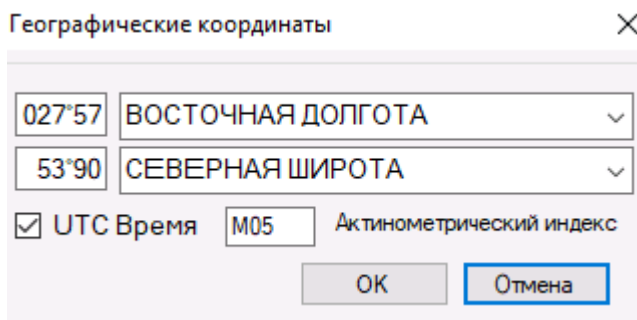 Географические координаты
027°57 ВОСТОЧНАЯ ДОЛГОТА
53°90 СЕВЕРНАЯ ШИРОТА
UTC Время M05 Актинометрический индекс
OK Отмена